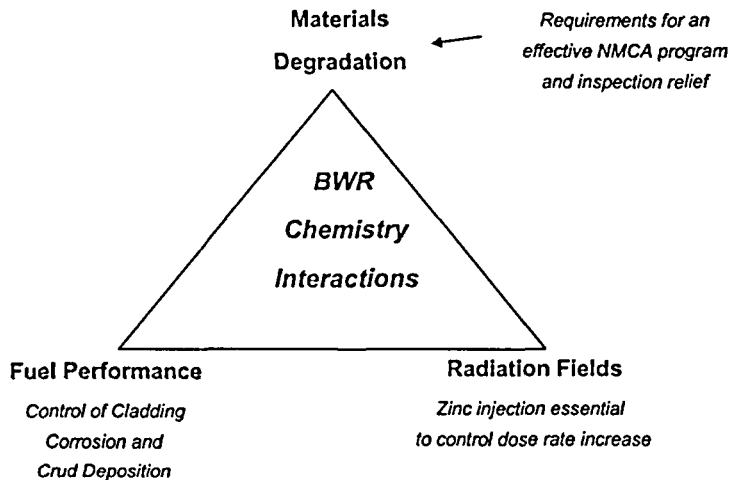 Materials
Degradation
Requirements for an
effective NMCA program
and inspection relief
BWR
Chemistry
Interactions
Fuel Performance
Control of Cladding
Corrosion and
Crud Deposition
Radiation Fields
Zinc injection essential
to control dose rate increase